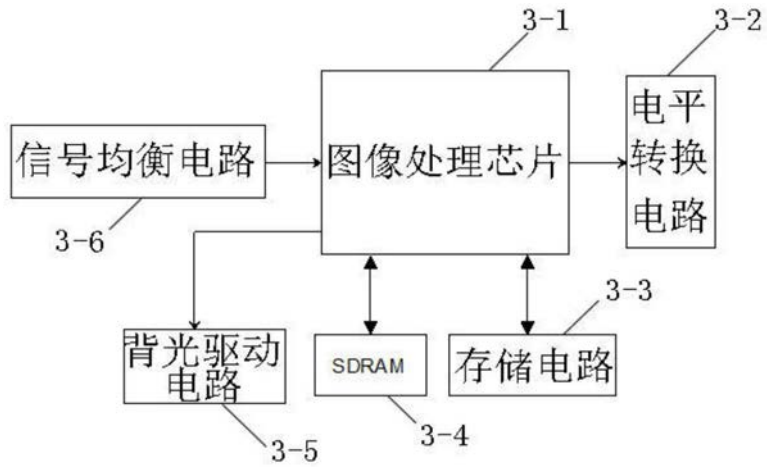 3-1
3-2
信号均衡电路
图像处理芯片
电平
转换
电路
3-6
3-3
背光驱动
电路
SDRAM
存储电路
3-5
3-4